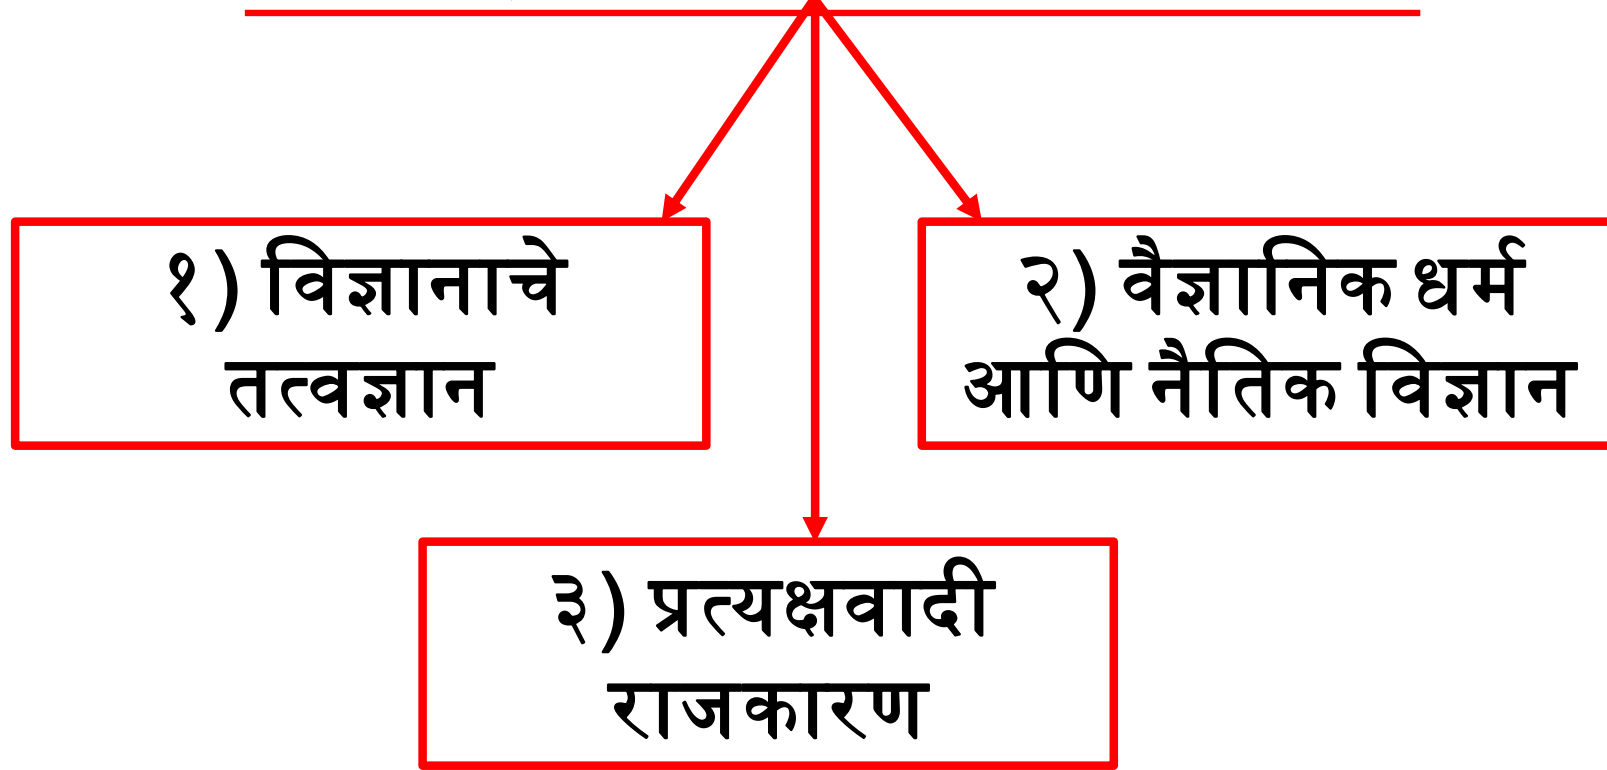 १) विज्ञानाचे
तत्वज्ञान
२) वैज्ञानिक धर्म
आणि नैतिक विज्ञान
३) प्रत्यक्षवादी
राजकारण